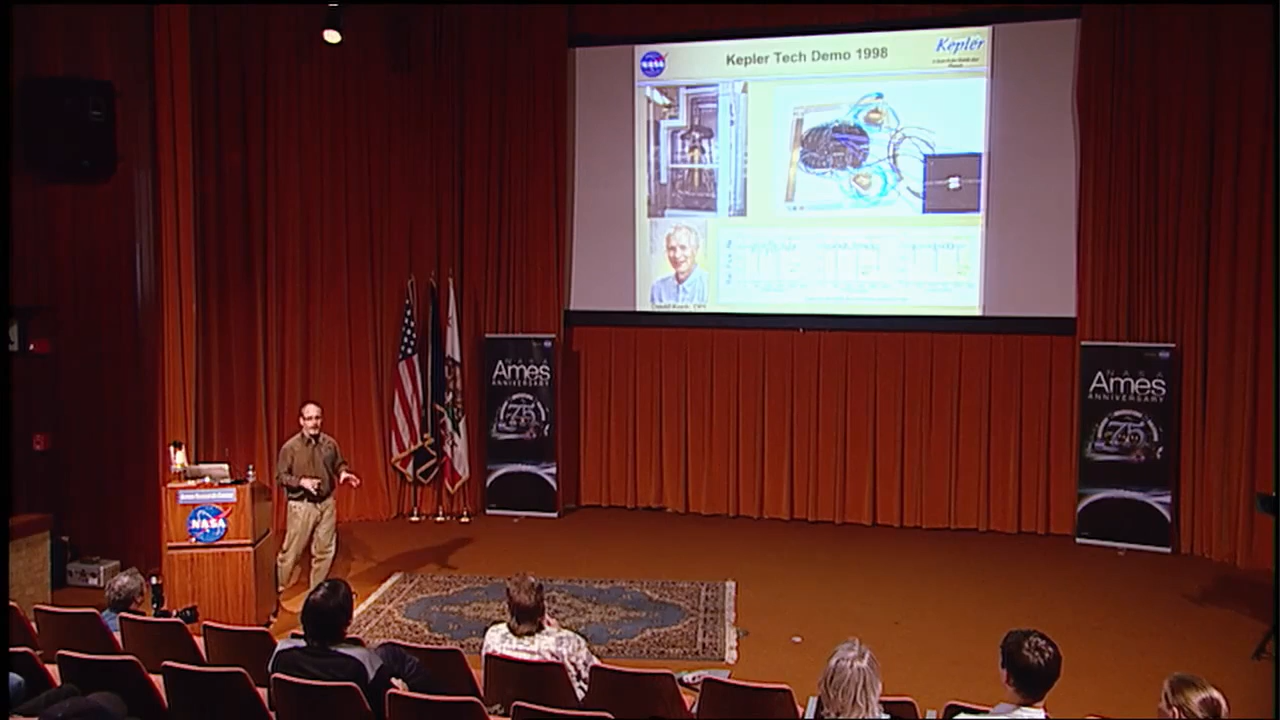 Kepler Tech Demo 1998
Kepler
NASA
NASA
Ames
ANNIVERSARY
75
NASA
Ames
ANNIVERSARY
75
NASA